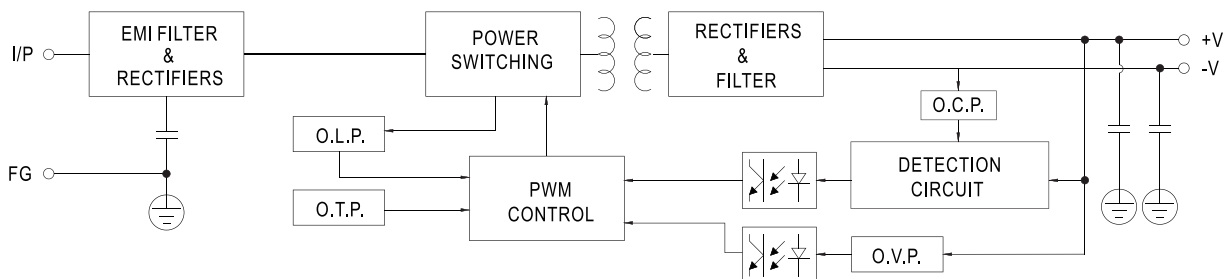 I/P
EMI FILTER
&
RECTIFIERS
POWER
SWITCHING
RECTIFIERS
&
FILTER
+V
-V
O.C.P.
O.L.P.
FG
O.T.P.
PWM
CONTROL
DETECTION
CIRCUIT
O.V.P.